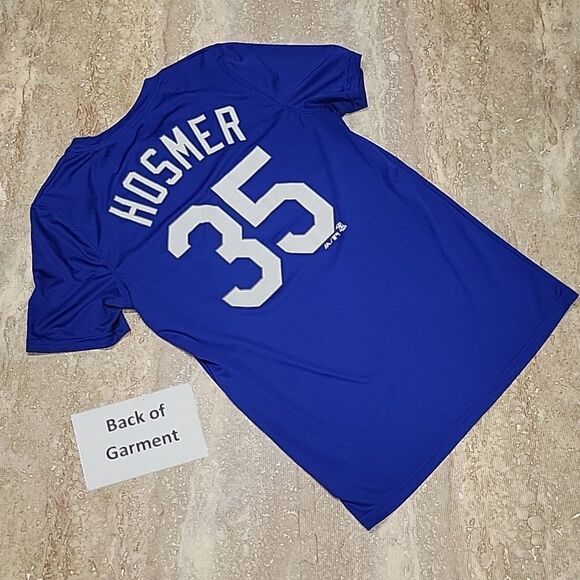 HOSMER
35
Back of
Garment